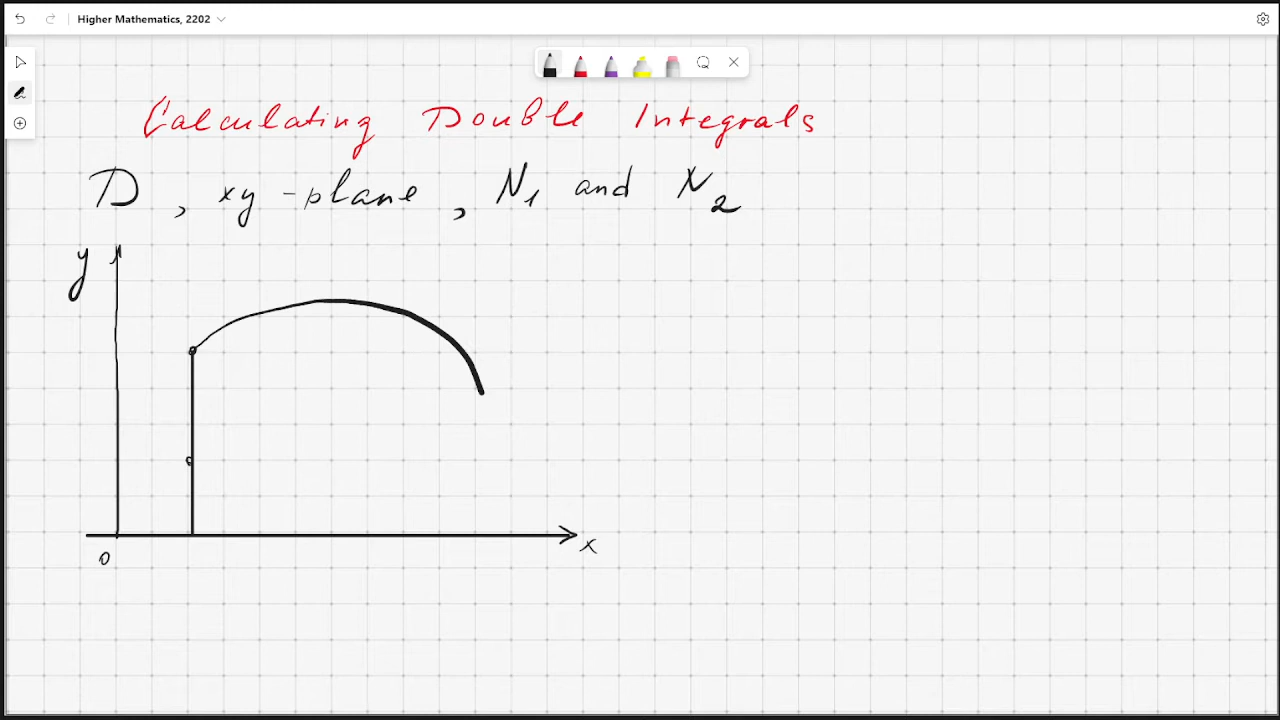 Higher Mathematics, 2202
Calculating Double Integrals
D, xy-plane, N1 and N2
y
0
x